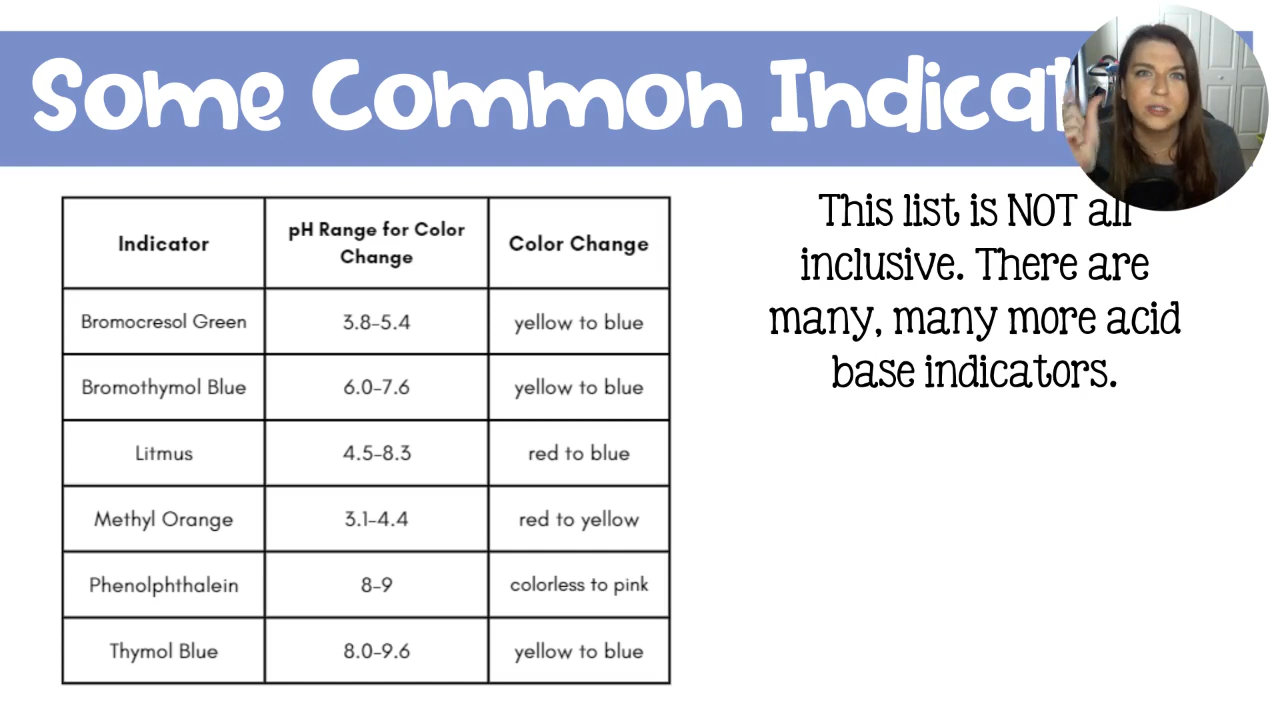 Some Common Indicat
Indicator
pH Range for Color
Change
Color Change
Bromocresol Green
3.8-5.4
yellow to blue
Bromothymol Blue
6.0-7.6
yellow to blue
Litmus
4.5-8.3
red to blue
Methyl Orange
3.1-4.4
red to yellow
Phenolphthalein
8-9
colorless to pink
Thymol Blue
8.0-9.6
yellow to blue
This list is NOT all
inclusive. There are
many, many more acid
base indicators.